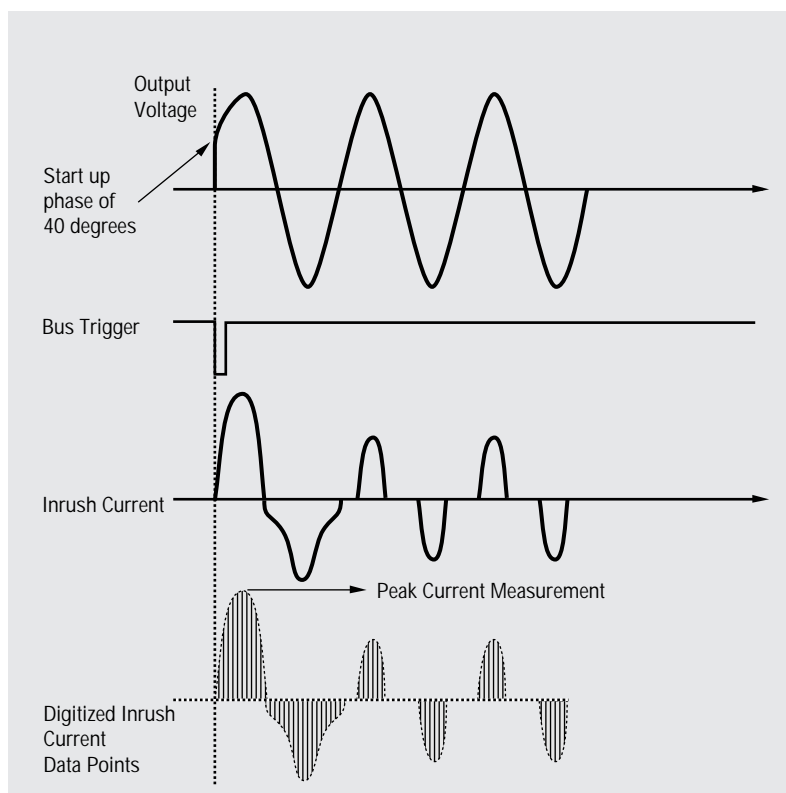 Output
Voltage
Start up
phase of
40 degrees
Bus Trigger
Inrush Current
Peak Current Measurement
Digitized Inrush
Current
Data Points